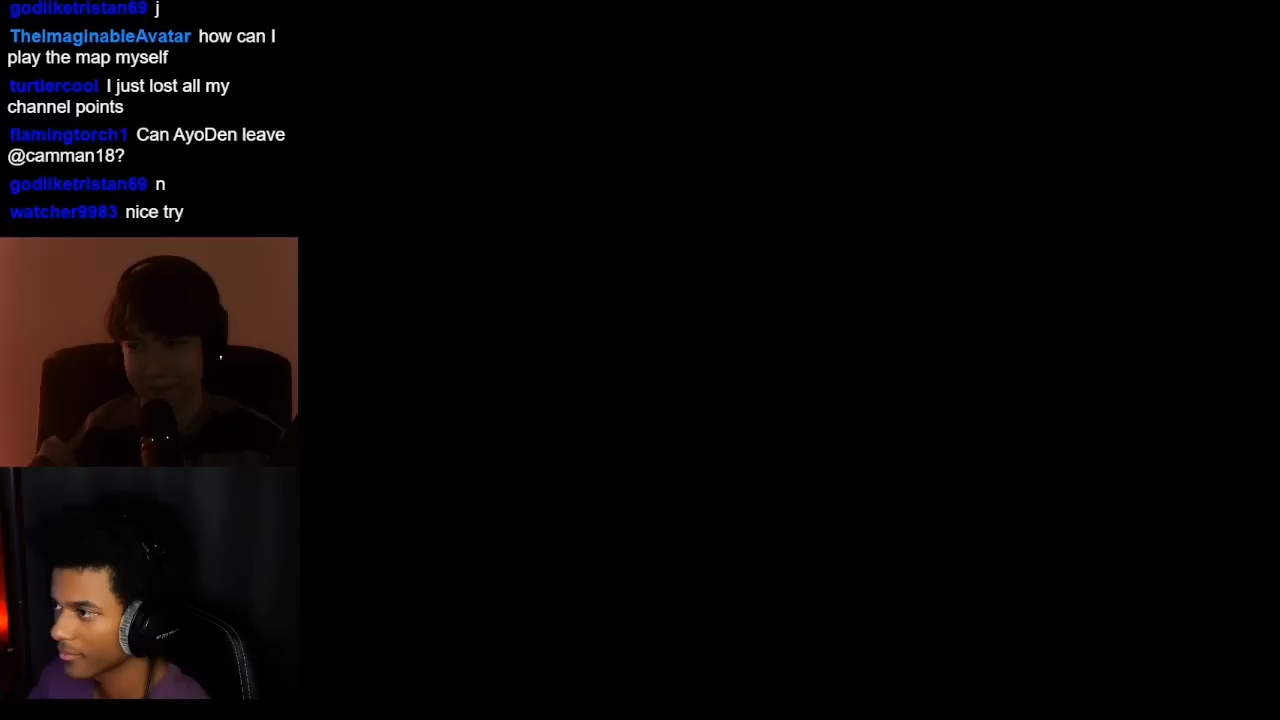 godliketristan69 j
TheImaginableAvatar how can I
play the map myself
turtlercool I just lost all my
channel points
flamingtorch1 Can AyoDen leave
@camman18?
godliketristan69 n
watcher9983 nice try